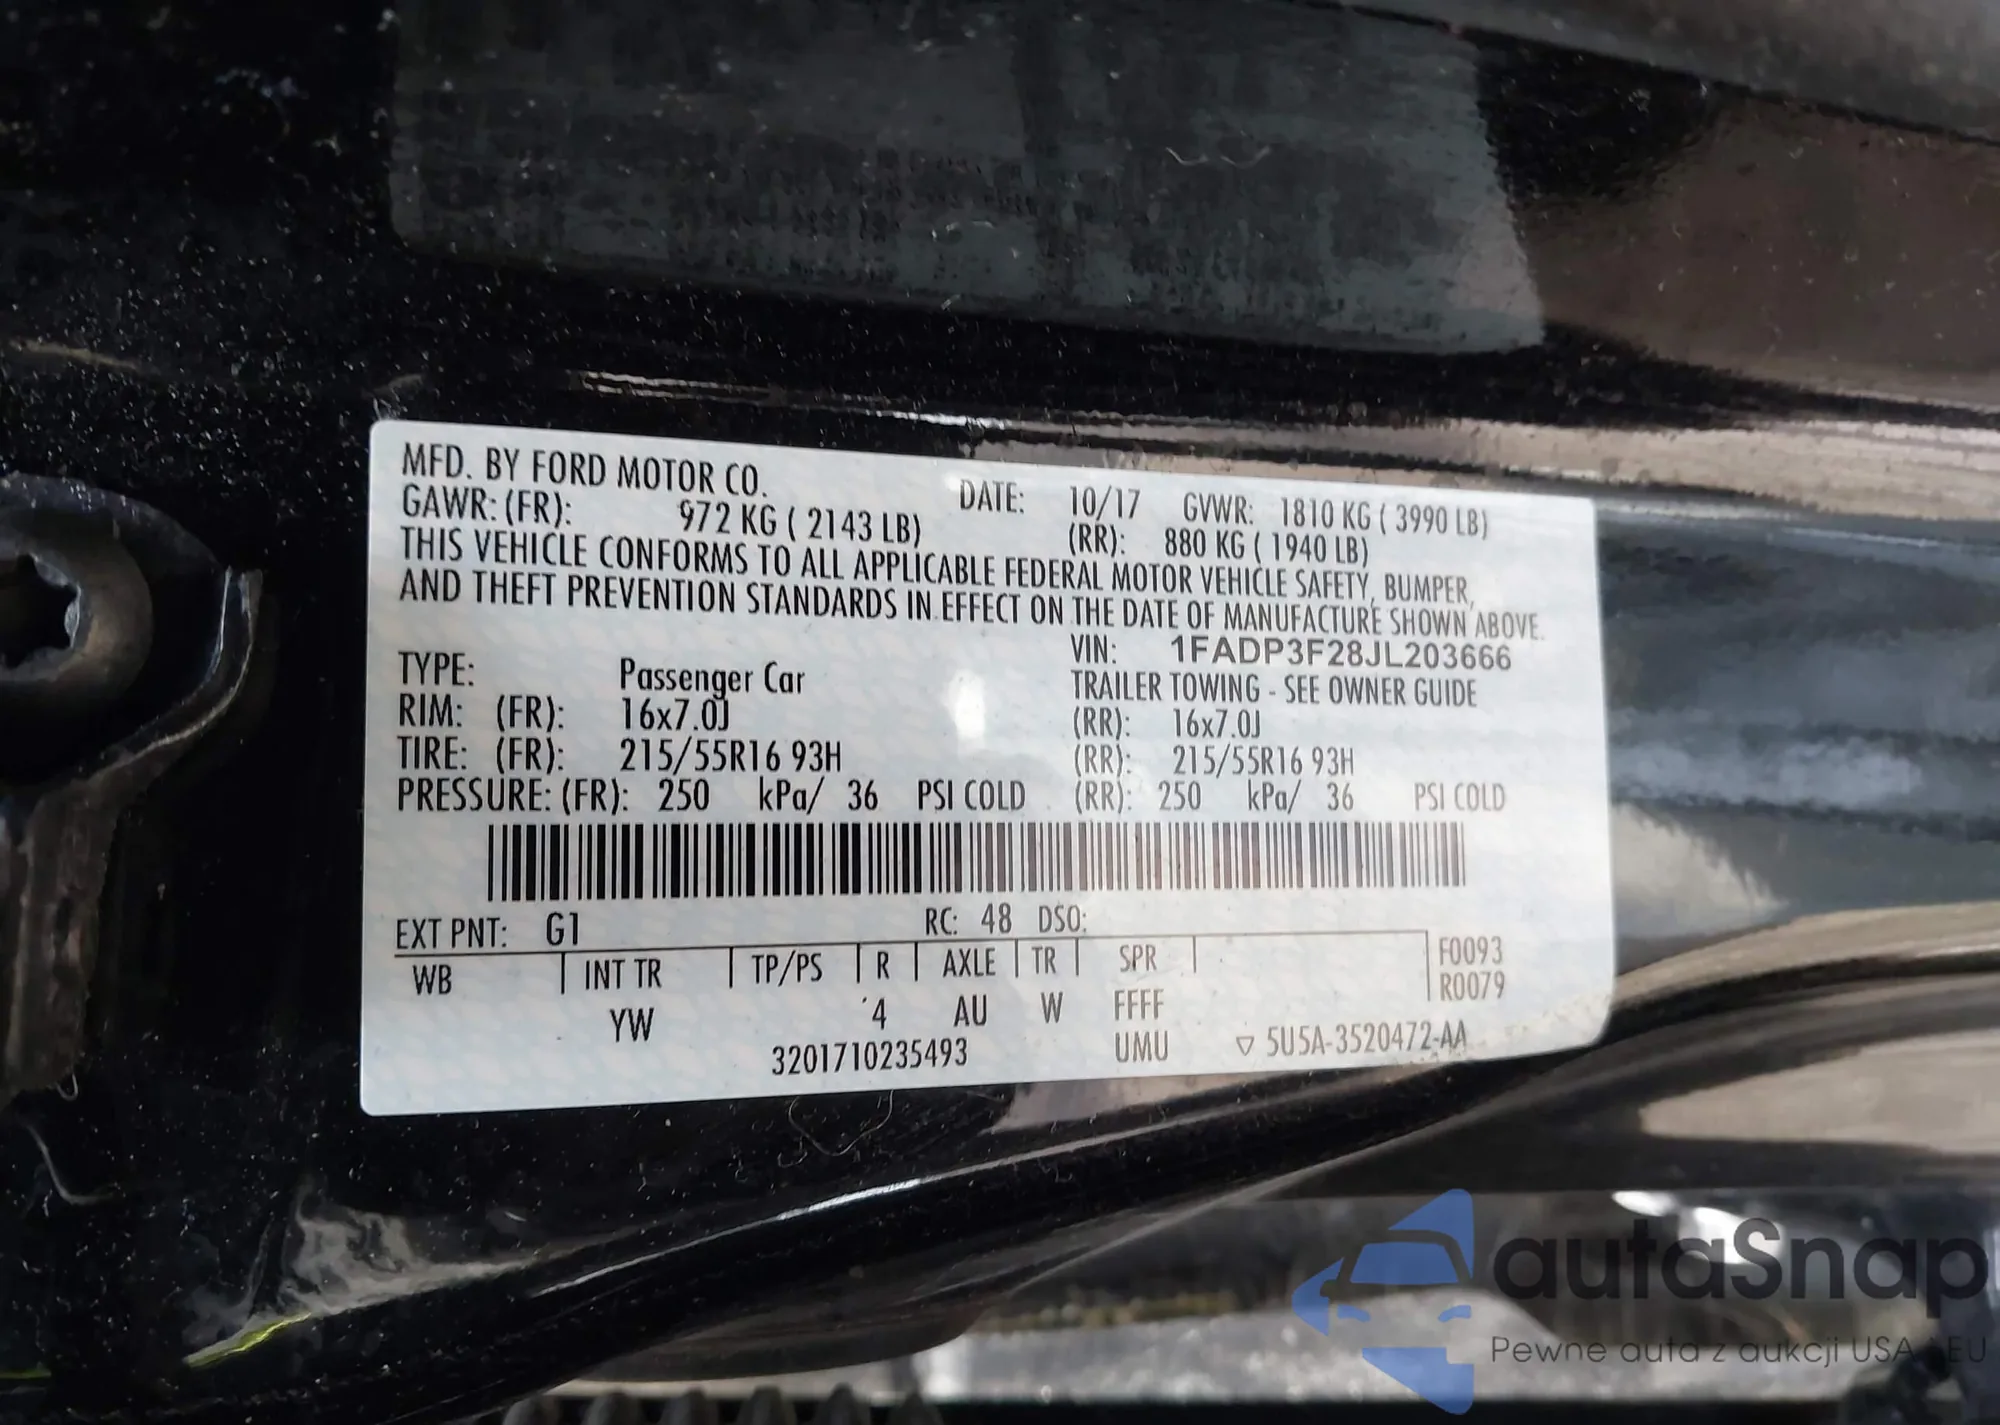 MFD. BY FORD MOTOR CO.
DATE: 10/17 GVWR: 1810 KG ( 3990 LB)
GAWR: (FR): 972 KG ( 2143 LB) (RR): 880 KG ( 1940 LB)
THIS VEHICLE CONFORMS TO ALL APPLICABLE FEDERAL MOTOR VEHICLE SAFETY, BUMPER,
AND THEFT PREVENTION STANDARDS IN EFFECT ON THE DATE OF MANUFACTURE SHOWN ABOVE.
VIN: 1FADP3F28JL203666
TYPE: Passenger Car TRAILER TOWING - SEE OWNER GUIDE
RIM: (FR): 16x7.0J (RR): 16x7.0J
TIRE: (FR): 215/55R16 93H (RR): 215/55R16 93H
PRESSURE: (FR): 250 kPa/ 36 PSI COLD (RR): 250 kPa/ 36 PSI COLD
EXT PNT: G1 RC: 48 DSO:
WB INT TR TP/PS R AXLE TR SPR F0093
R0079
YW 4 AU W FFFF
3201710235493 UMU ▽ 5U5A-3520472-AA
autaSnap
Pewne auta z aukcji USA EU